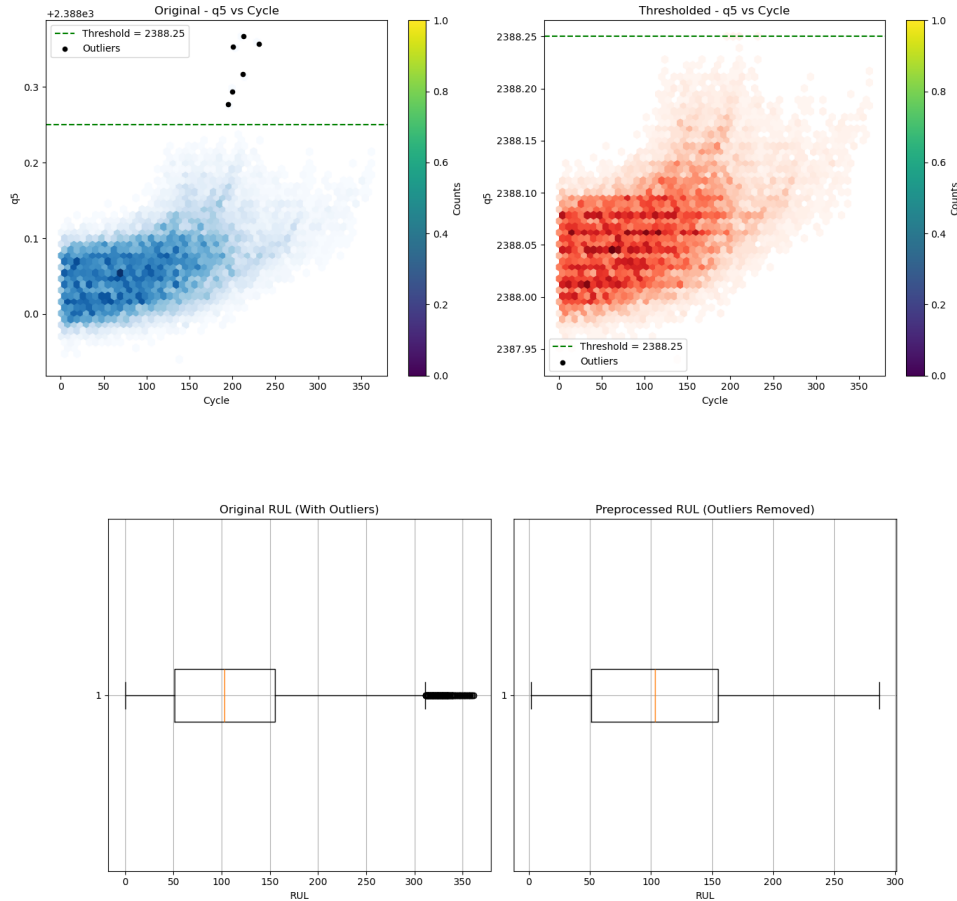 Original - q5 vs Cycle
+2.388e3
Threshold = 2388.25
Outliers
0.3
0.2
0.1
0.0
q5
0 50 100 150 200 250 300 350
Cycle
1.0
0.8
0.6
0.4
0.2
0.0
Counts
Thresholded - q5 vs Cycle
2388.25
2388.20
2388.15
2388.10
2388.05
2388.00
2387.95
q5
Threshold = 2388.25
Outliers
0 50 100 150 200 250 300 350
Cycle
1.0
0.8
0.6
0.4
0.2
0.0
Counts
Original RUL (With Outliers)
1
0 50 100 150 200 250 300 350
RUL
Preprocessed RUL (Outliers Removed)
1
0 50 100 150 200 250 300
RUL